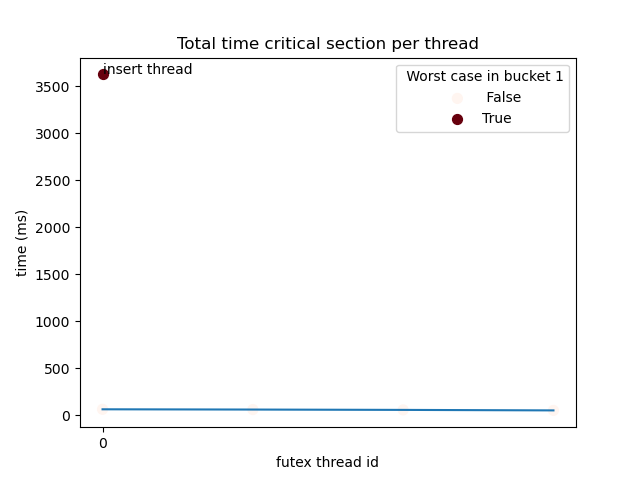 Total time critical section per thread
insert thread
Worst case in bucket 1
False
True
time (ms)
3500
3000
2500
2000
1500
1000
500
0
0
futex thread id